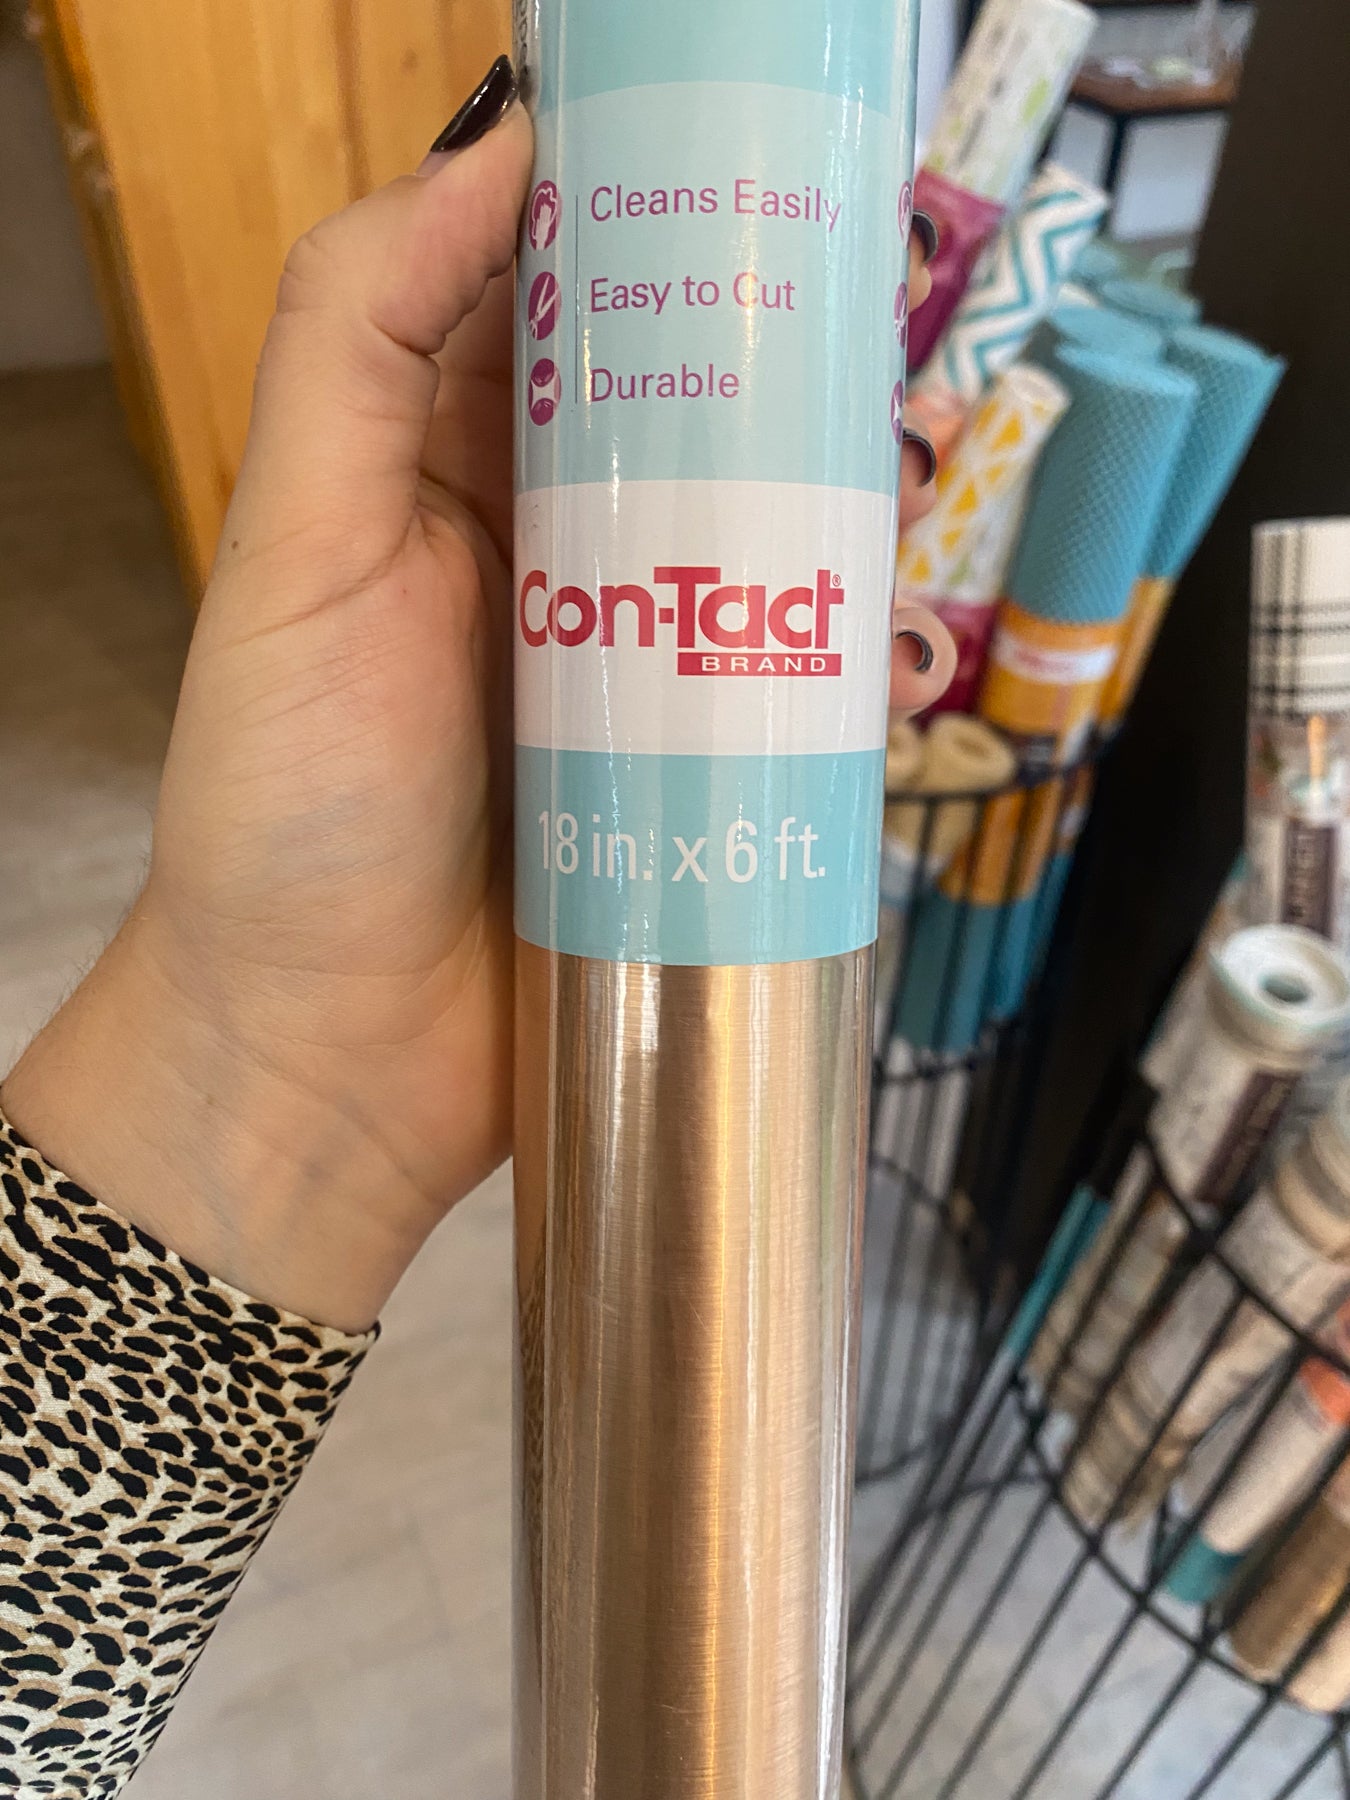 Cleans Easily
Easy to Cut
Durable
Con-Tact®
BRAND
18 in. x 6 ft.